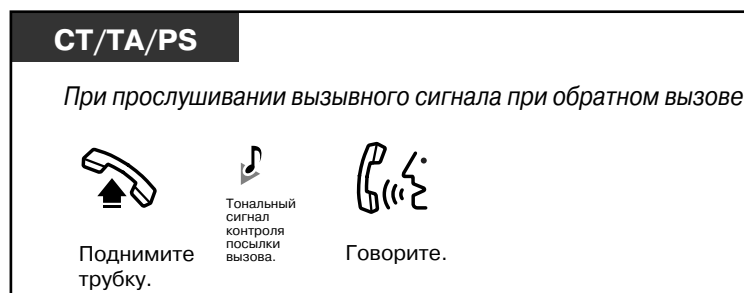 CT/TA/PS
При прослушивании вызывного сигнала при обратном вызове
Поднимите
трубку.
Тональный
сигнал
контроля
посылки
вызова.
Говорите.